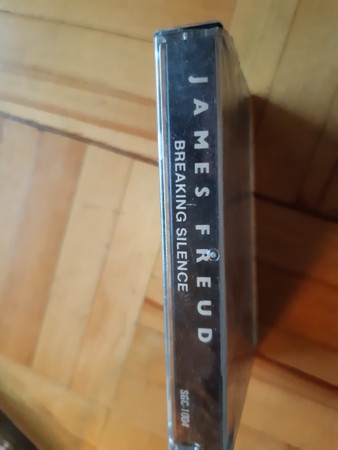 JAMES FREUD
BREAKING SILENCE
SGC-1004